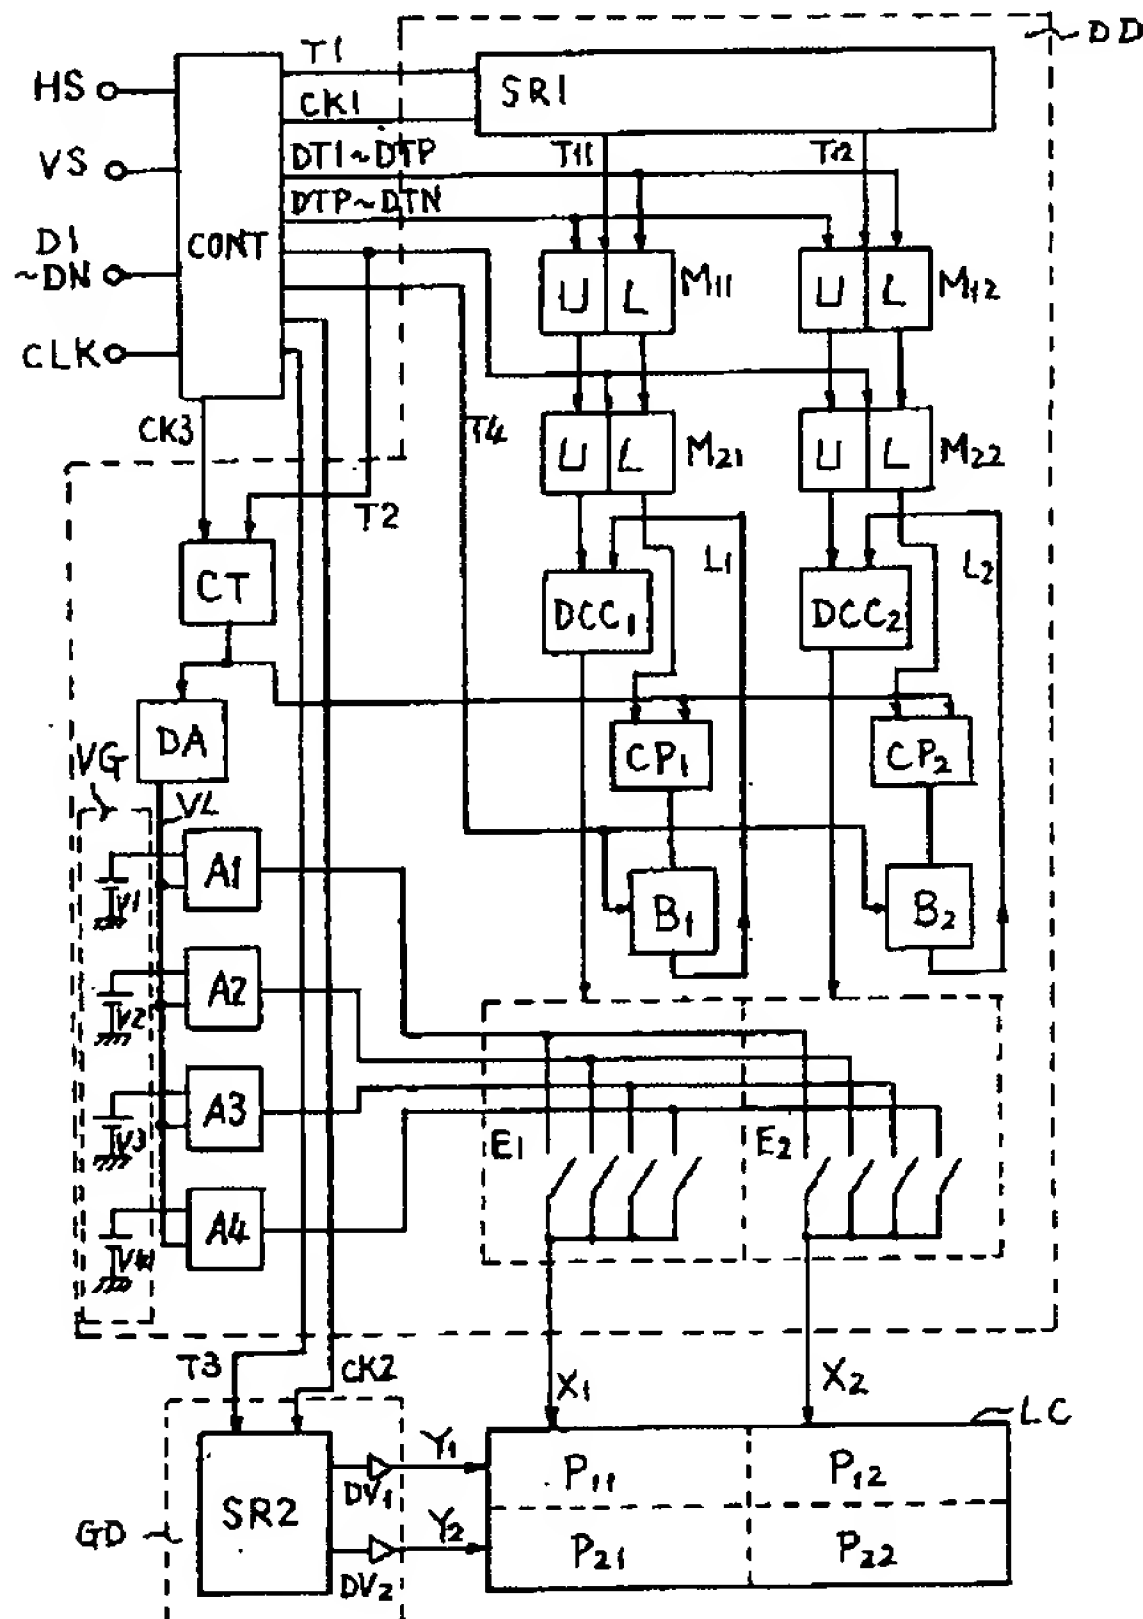 DD
T1
HS
SR1
CK1
T11
T12
VS
DT1~DTP
DTP~DTN
D1
~DN
CONT
U L M11
U L M12
CLK
CK3
T4
U L M21
U L M22
T2
CT
L1
L2
DCC1
DCC2
DA
VG
CP1
CP2
VL
A1
V1
B1
B2
A2
V2
A3
V3
E1
E2
A4
T3
CK2
X1
X2
LC
Y1
P11
P12
DV1
SR2
GD
Y2
P21
P22
DV2